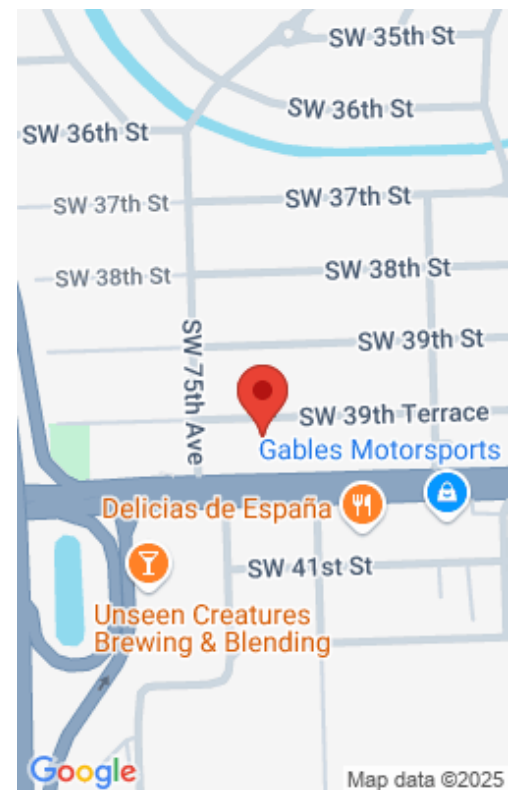 SW 35th St
SW 36th St
SW 36th St
SW 37th St
SW 37th St
SW 38th St
SW 38th St
SW 75th Ave
SW 39th St
SW 39th Terrace
Gables Motorsports
Delicias de España
SW 41st St
Unseen Creatures
Brewing & Blending
Google
Map data ©2025